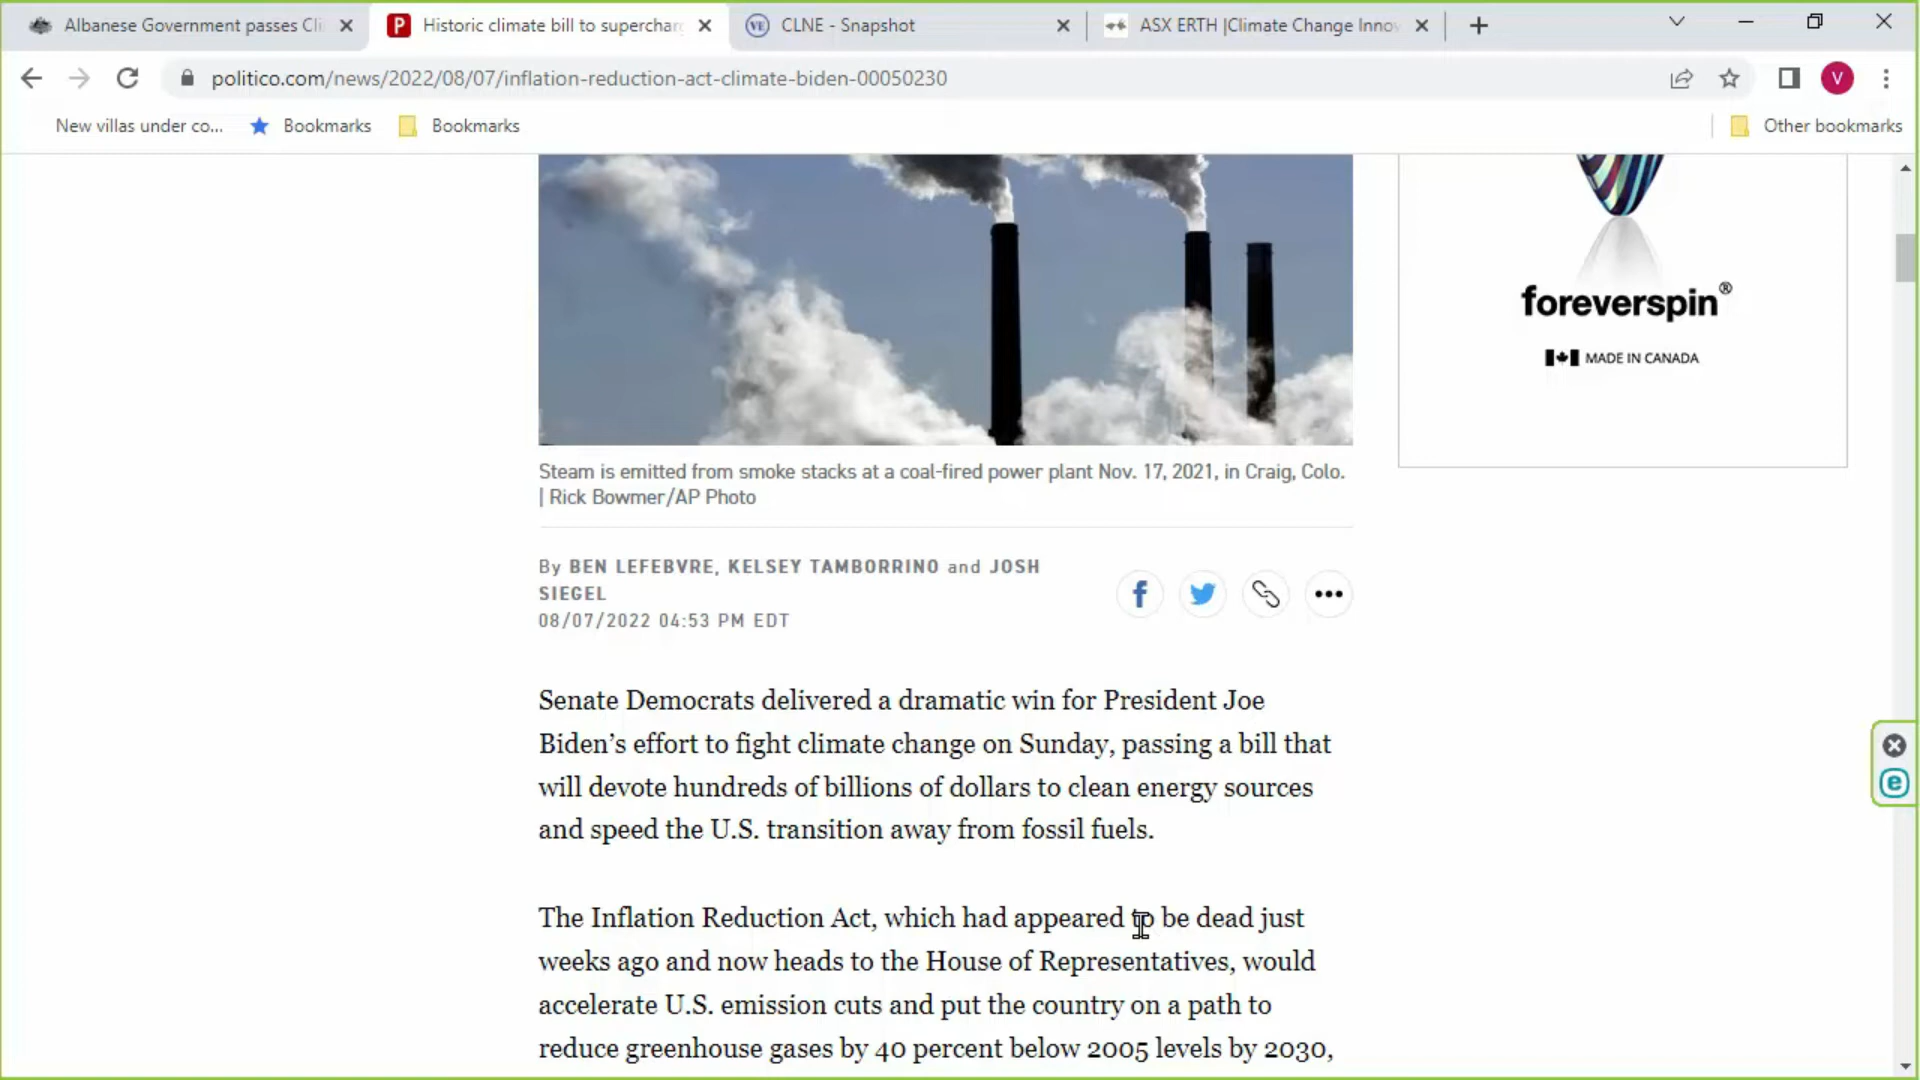 Albanese Government passes Cli
Historic climate bill to supercharg
CLNE - Snapshot
ASX ERTH |Climate Change Innov
politico.com/news/2022/08/07/inflation-reduction-act-climate-biden-00050230
V
New villas under co...
Bookmarks
Bookmarks
Other bookmarks
foreverspin®
MADE IN CANADA
Steam is emitted from smoke stacks at a coal-fired power plant Nov. 17, 2021, in Craig, Colo.
| Rick Bowmer/AP Photo
By BEN LEFEBVRE, KELSEY TAMBORRINO and JOSH
SIEGEL
08/07/2022 04:53 PM EDT
Senate Democrats delivered a dramatic win for President Joe
Biden’s effort to fight climate change on Sunday, passing a bill that
will devote hundreds of billions of dollars to clean energy sources
and speed the U.S. transition away from fossil fuels.
The Inflation Reduction Act, which had appeared to be dead just
weeks ago and now heads to the House of Representatives, would
accelerate U.S. emission cuts and put the country on a path to
reduce greenhouse gases by 40 percent below 2005 levels by 2030,